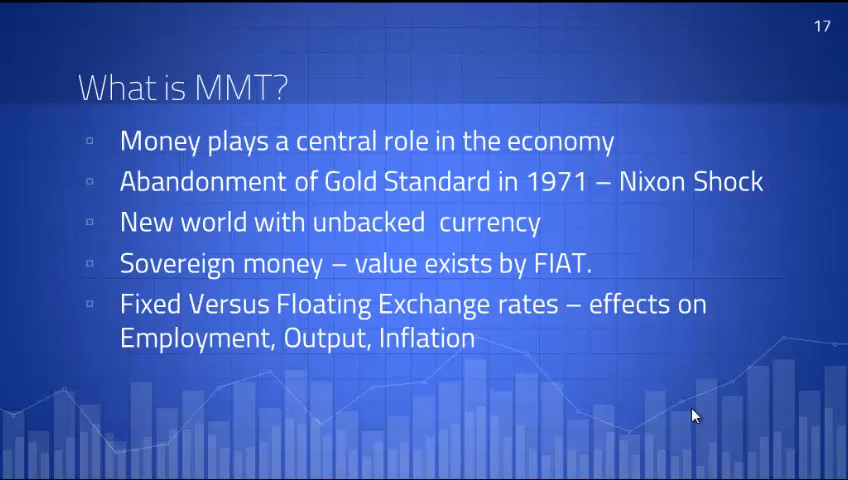 17
What is MMT?
Money plays a central role in the economy
Abandonment of Gold Standard in 1971 – Nixon Shock
New world with unbacked  currency
Sovereign money – value exists by FIAT.
Fixed Versus Floating Exchange rates – effects on
Employment, Output, Inflation